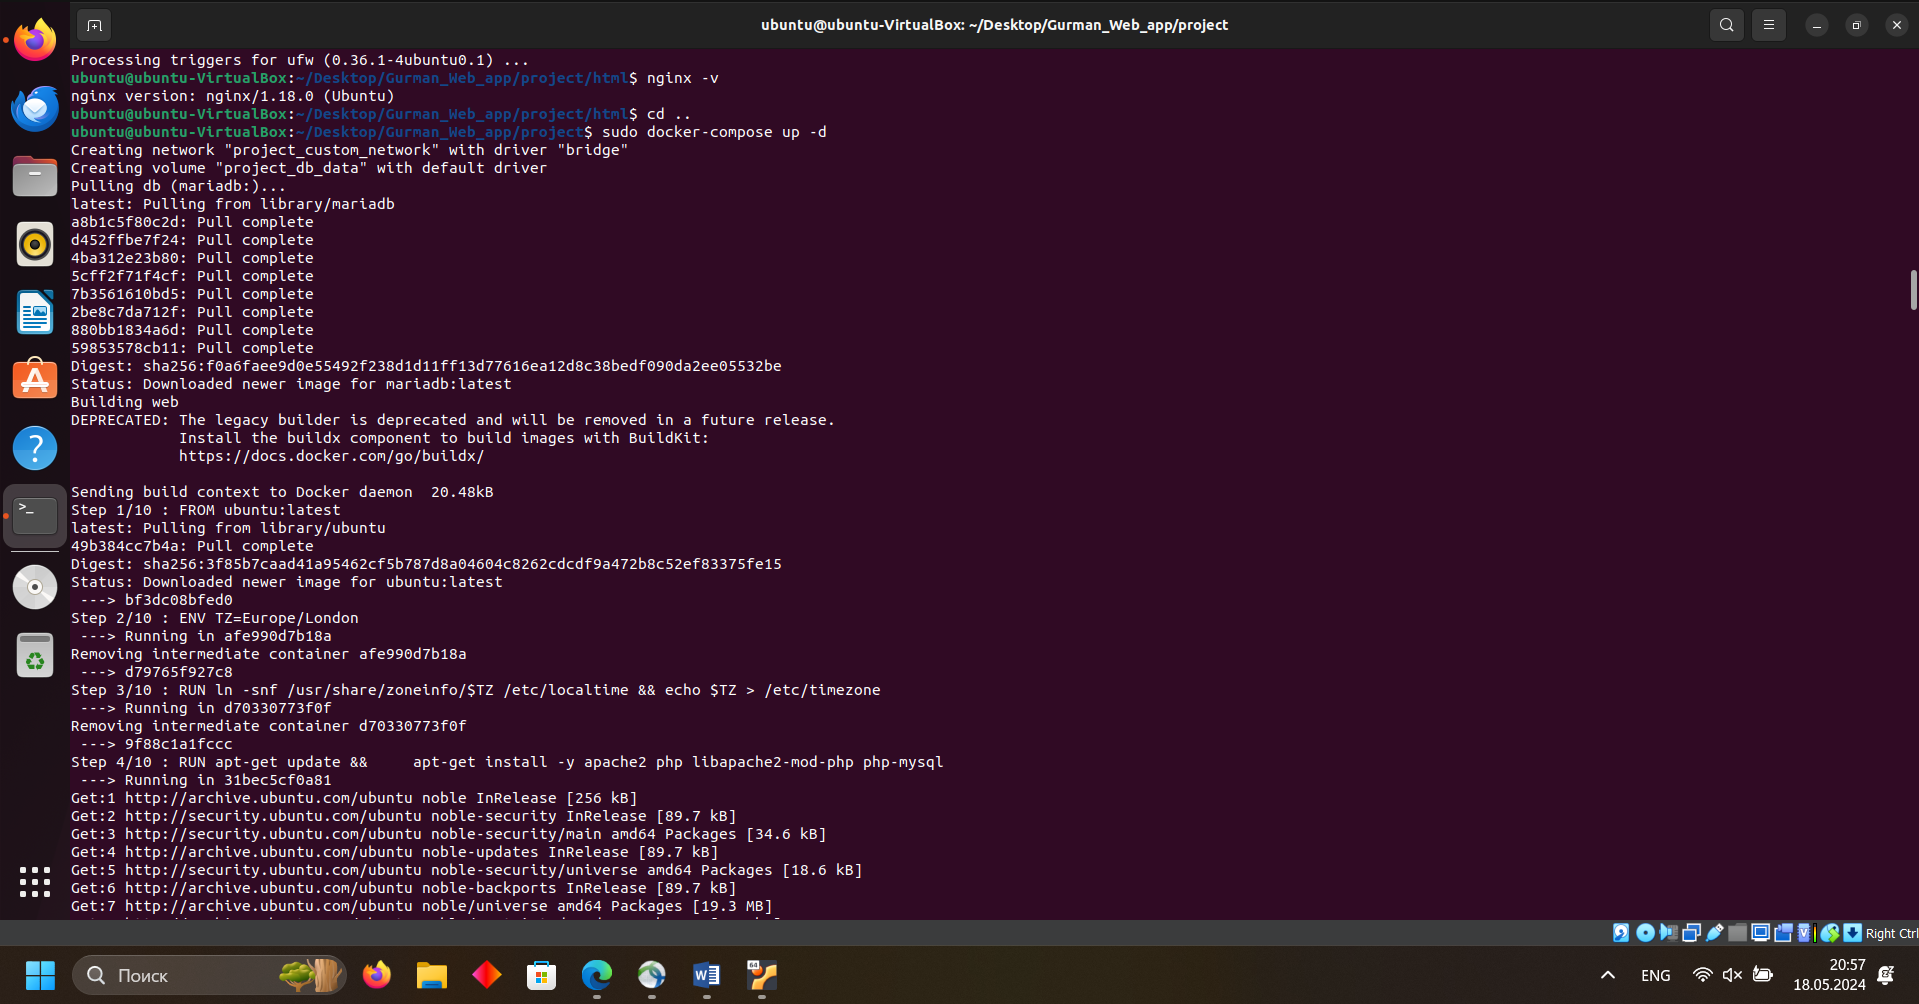 ubuntu@ubuntu-VirtualBox: ~/Desktop/Gurman_Web_app/project
Processing triggers for ufw (0.36.1-4ubuntu0.1) ...
ubuntu@ubuntu-VirtualBox:~/Desktop/Gurman_Web_app/project/html$ nginx -v
nginx version: nginx/1.18.0 (Ubuntu)
ubuntu@ubuntu-VirtualBox:~/Desktop/Gurman_Web_app/project/html$ cd ..
ubuntu@ubuntu-VirtualBox:~/Desktop/Gurman_Web_app/project$ sudo docker-compose up -d
Creating network "project_custom_network" with driver "bridge"
Creating volume "project_db_data" with default driver
Pulling db (mariadb:)...
latest: Pulling from library/mariadb
a8b1c5f80c2d: Pull complete
d452ffbe7f24: Pull complete
4ba312e23b80: Pull complete
5cff2f71f4cf: Pull complete
7b3561610bd5: Pull complete
2be8c7da712f: Pull complete
880bb1834a6d: Pull complete
59853578cb11: Pull complete
Digest: sha256:f0a6faee9d0e55492f238d1d11ff13d77616ea12d8c38bedf090da2ee05532be
Status: Downloaded newer image for mariadb:latest
Building web
DEPRECATED: The legacy builder is deprecated and will be removed in a future release.
Install the buildx component to build images with BuildKit:
https://docs.docker.com/go/buildx/
Sending build context to Docker daemon  20.48kB
Step 1/10 : FROM ubuntu:latest
latest: Pulling from library/ubuntu
49b384cc7b4a: Pull complete
Digest: sha256:3f85b7caad41a95462cf5b787d8a04604c8262cdcdf9a472b8c52ef83375fe15
Status: Downloaded newer image for ubuntu:latest
---> bf3dc08bfed0
Step 2/10 : ENV TZ=Europe/London
---> Running in afe990d7b18a
Removing intermediate container afe990d7b18a
---> d79765f927c8
Step 3/10 : RUN ln -snf /usr/share/zoneinfo/$TZ /etc/localtime && echo $TZ > /etc/timezone
---> Running in d70330773f0f
Removing intermediate container d70330773f0f
---> 9f88c1a1fccc
Step 4/10 : RUN apt-get update &&     apt-get install -y apache2 php libapache2-mod-php php-mysql
---> Running in 31bec5cf0a81
Get:1 http://archive.ubuntu.com/ubuntu noble InRelease [256 kB]
Get:2 http://security.ubuntu.com/ubuntu noble-security InRelease [89.7 kB]
Get:3 http://security.ubuntu.com/ubuntu noble-security/main amd64 Packages [34.6 kB]
Get:4 http://archive.ubuntu.com/ubuntu noble-updates InRelease [89.7 kB]
Get:5 http://security.ubuntu.com/ubuntu noble-security/universe amd64 Packages [18.6 kB]
Get:6 http://archive.ubuntu.com/ubuntu noble-backports InRelease [89.7 kB]
Get:7 http://archive.ubuntu.com/ubuntu noble/universe amd64 Packages [19.3 MB]
Right Ctrl
Поиск
ENG
20:57
18.05.2024